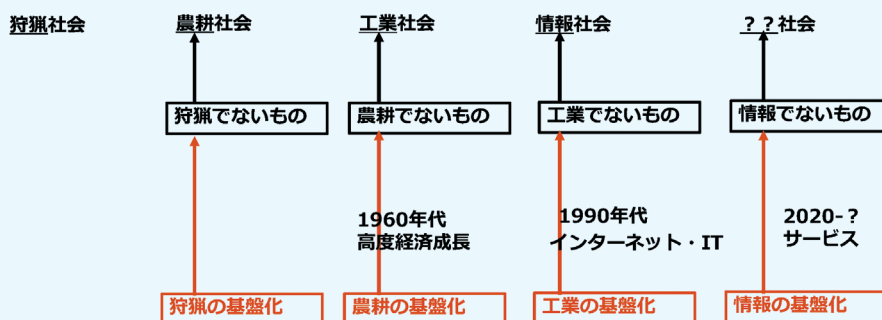 狩猟社会
農耕社会
工業社会
情報社会
？？社会
狩猟でないもの
農耕でないもの
工業でないもの
情報でないもの
1960年代
高度経済成長
1990年代
インターネット・IT
2020-？
サービス
狩猟の基盤化
農耕の基盤化
工業の基盤化
情報の基盤化